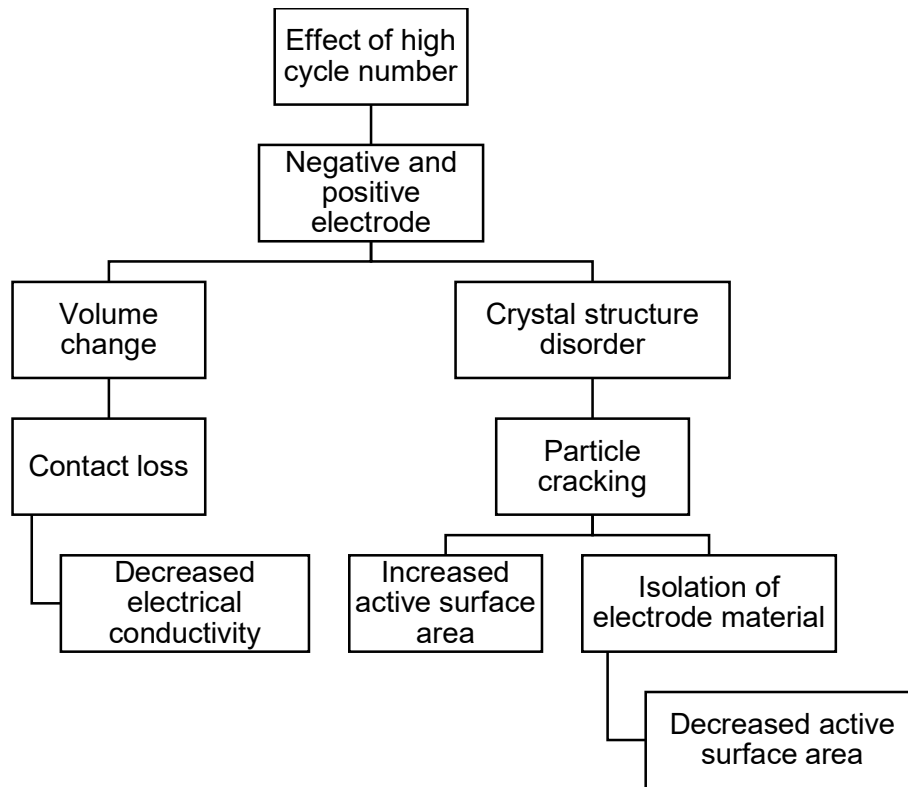 Effect of high
cycle number
Negative and
positive
electrode
Volume
change
Crystal structure
disorder
Contact loss
Particle
cracking
Decreased
electrical
conductivity
Increased
active surface
area
Isolation of
electrode material
Decreased active
surface area